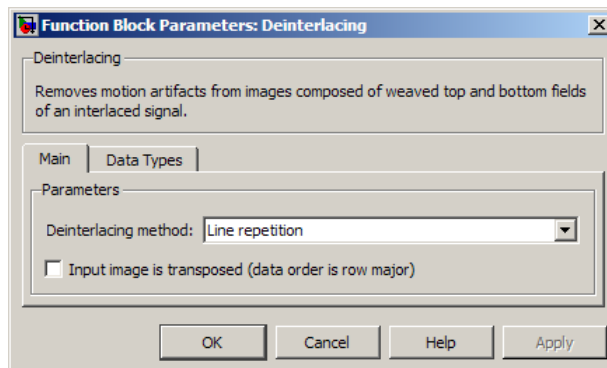 Function Block Parameters: Deinterlacing
Deinterlacing
Removes motion artifacts from images composed of weaved top and bottom fields
of an interlaced signal.
Main Data Types
Parameters
Deinterlacing method: Line repetition
Input image is transposed (data order is row major)
OK Cancel Help Apply